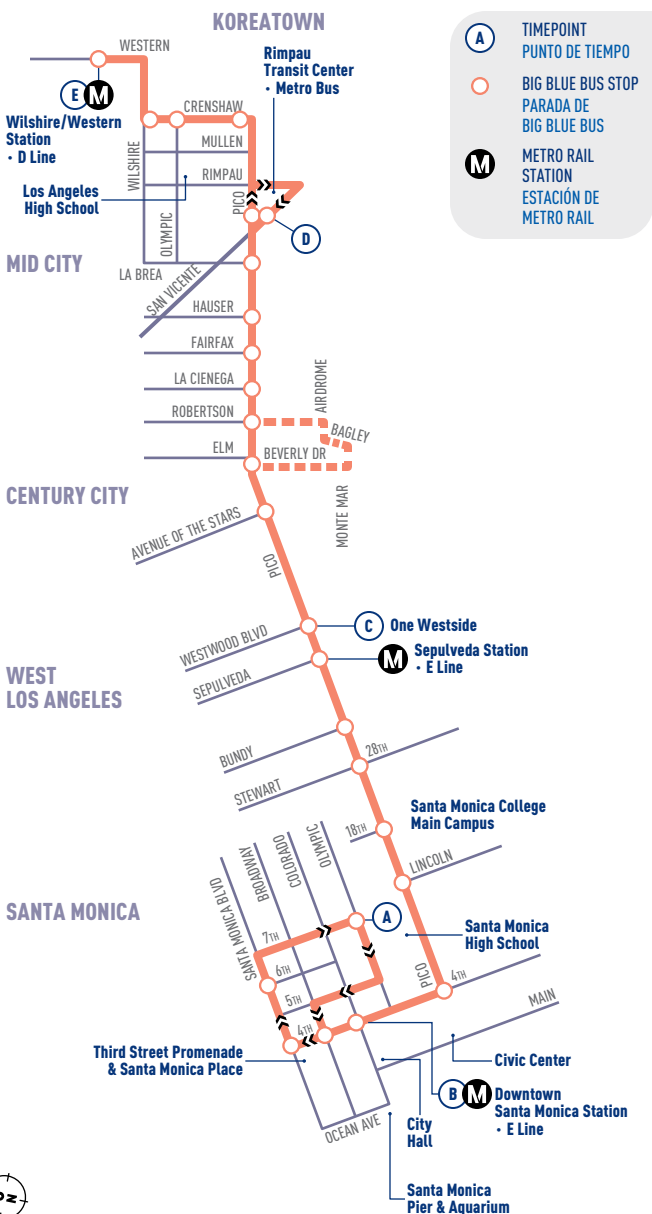 KOREATOWN
WESTERN
E M
Wilshire/Western
Station
• D Line
Rimpau
Transit Center
• Metro Bus
A
TIMEPOINT
PUNTO DE TIEMPO
BIG BLUE BUS STOP
PARADA DE
BIG BLUE BUS
M
METRO RAIL
STATION
ESTACIÓN DE
METRO RAIL
CRENSHAW
MULLEN
WILSHIRE
RIMPAU
Los Angeles
High School
OLYMPIC
PICO
D
MID CITY
LA BREA
SAN VICENTE
HAUSER
FAIRFAX
LA CIENEGA
AIRDROME
ROBERTSON
BAGLEY
ELM
BEVERLY DR
CENTURY CITY
MONTE MAR
AVENUE OF THE STARS
PICO
C
One Westside
WESTWOOD BLVD
M
Sepulveda Station
• E Line
SEPULVEDA
WEST
LOS ANGELES
BUNDY
28TH
STEWART
Santa Monica College
Main Campus
18TH
LINCOLN
OLYMPIC
COLORADO
BROADWAY
SANTA MONICA BLVD
SANTA MONICA
A
7TH
Santa Monica
High School
6TH
PICO
4TH
5TH
MAIN
4TH
Third Street Promenade
& Santa Monica Place
Civic Center
B M
Downtown
Santa Monica Station
• E Line
City
Hall
OCEAN AVE
Santa Monica
Pier & Aquarium
N